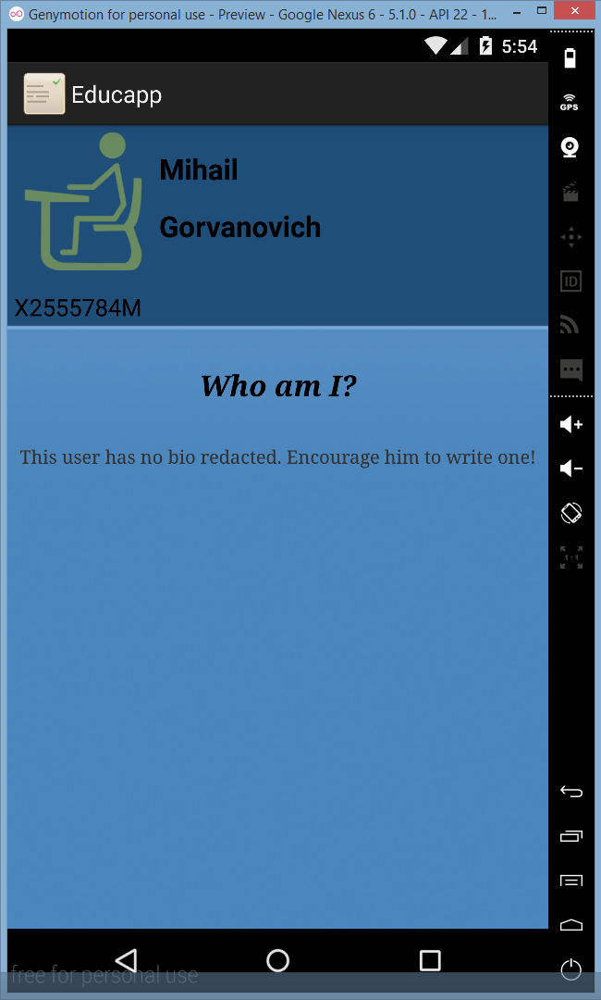 Genymotion for personal use - Preview - Google Nexus 6 - 5.1.0 - API 22 - 1...
5:54
Educapp
GPS
Mihail
Gorvanovich
ID
X2555784M
Who am I?
This user has no bio redacted. Encourage him to write one!
1:1
free for personal use